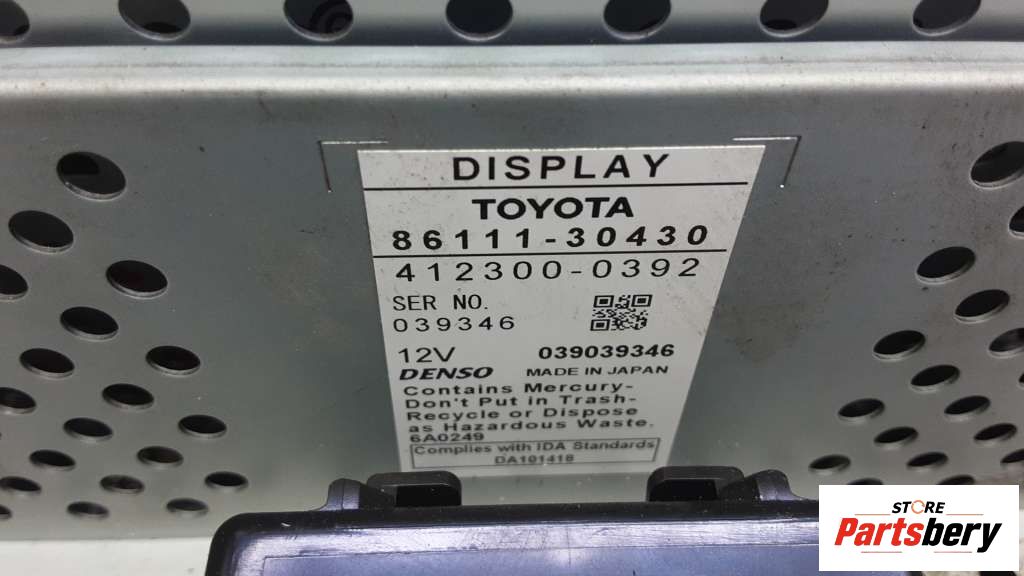 DISPLAY
TOYOTA
86111-30430
412300-0392
SER NO.
039346
12V 039039346
DENSO MADE IN JAPAN
Contains Mercury-
Don't Put in Trash-
Recycle or Dispose
as Hazardous Waste.
6A0249
Complies with IDA Standards
DA101418
STORE
Partsbery